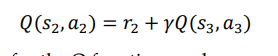 Q(s₂, a₂) = r₂ + γQ(s₃, a₃)